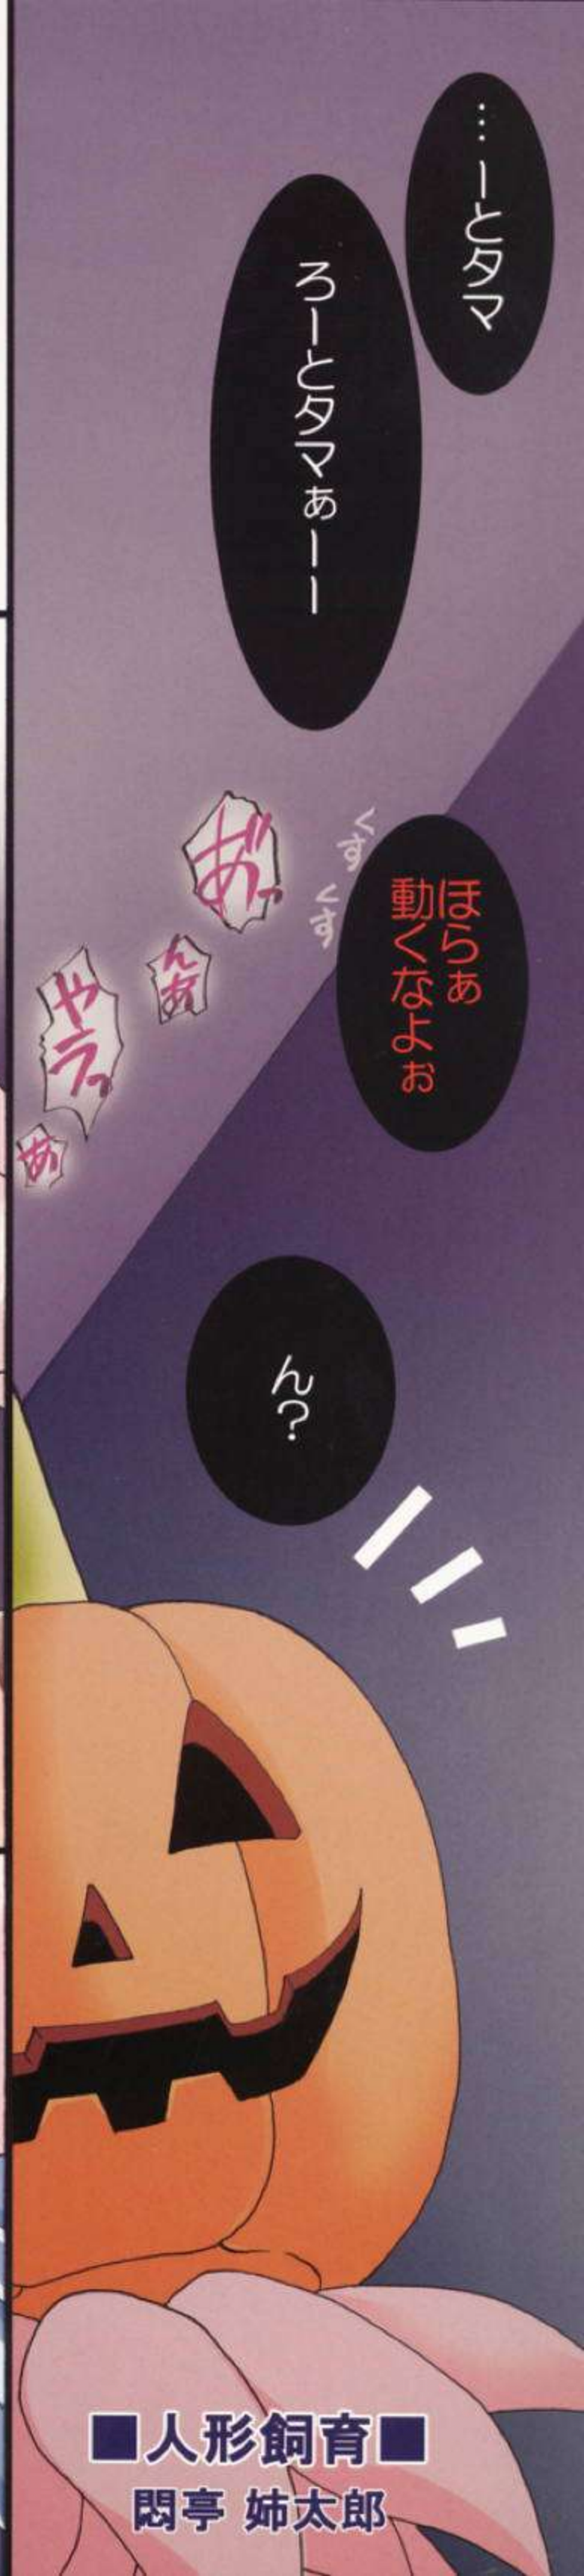 …ーとタマ
ろーとタマぁーー
ほらぁ
動くなよぉ
くす
くす
あ゛っ
んあ
やラっ
あ
ん?
■人形飼育■
悶亭 姉太郎